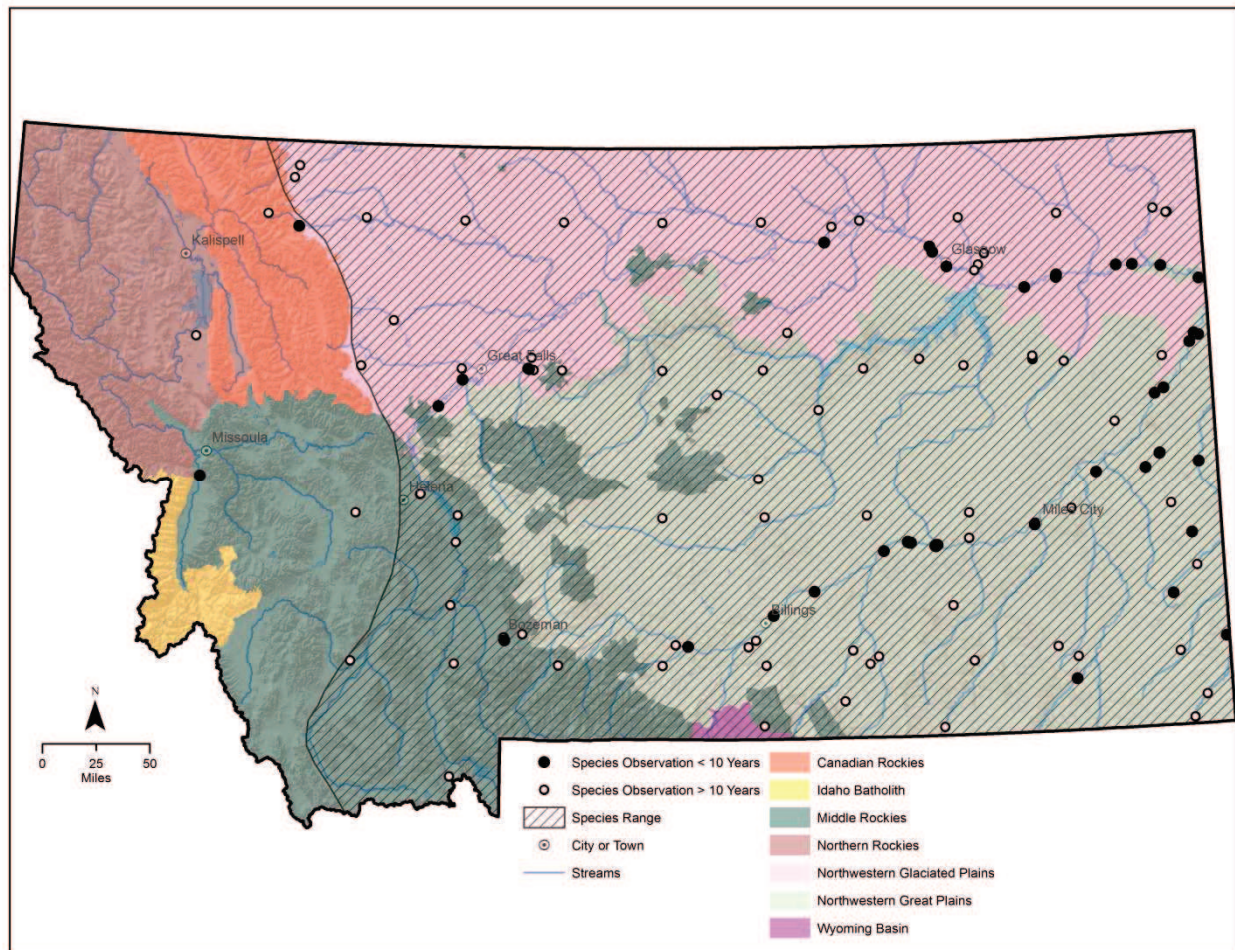 Kalispell
Glasgow
Great Falls
Missoula
Helena
Miles City
Billings
Bozeman
N
0 25 50
Miles
Species Observation < 10 Years
Species Observation > 10 Years
Species Range
City or Town
Streams
Canadian Rockies
Idaho Batholith
Middle Rockies
Northern Rockies
Northwestern Glaciated Plains
Northwestern Great Plains
Wyoming Basin